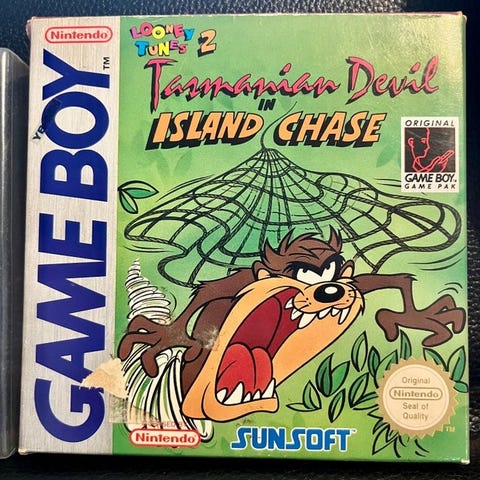 Nintendo
GAME BOY
TM
LOONEY
TUNES 2
Tasmanian Devil
IN
ISLAND CHASE
ORIGINAL
GAME BOY
GAME PAK
Original
Nintendo
Seal of
Quality
TM
Nintendo
SUNSOFT